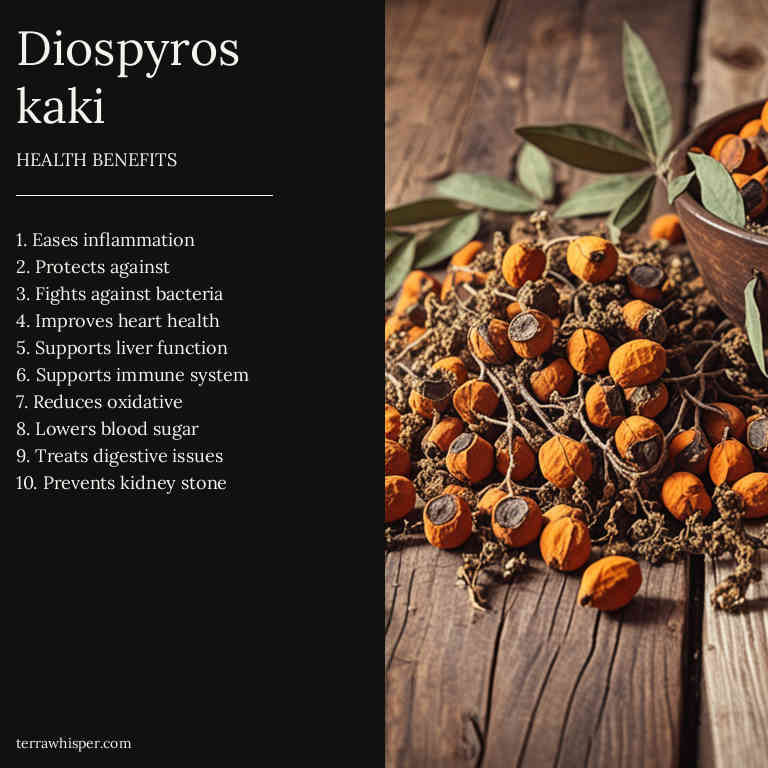 Diospyros
kaki
HEALTH BENEFITS
1. Eases inflammation
2. Protects against
3. Fights against bacteria
4. Improves heart health
5. Supports liver function
6. Supports immune system
7. Reduces oxidative
8. Lowers blood sugar
9. Treats digestive issues
10. Prevents kidney stone
terrawhisper.com